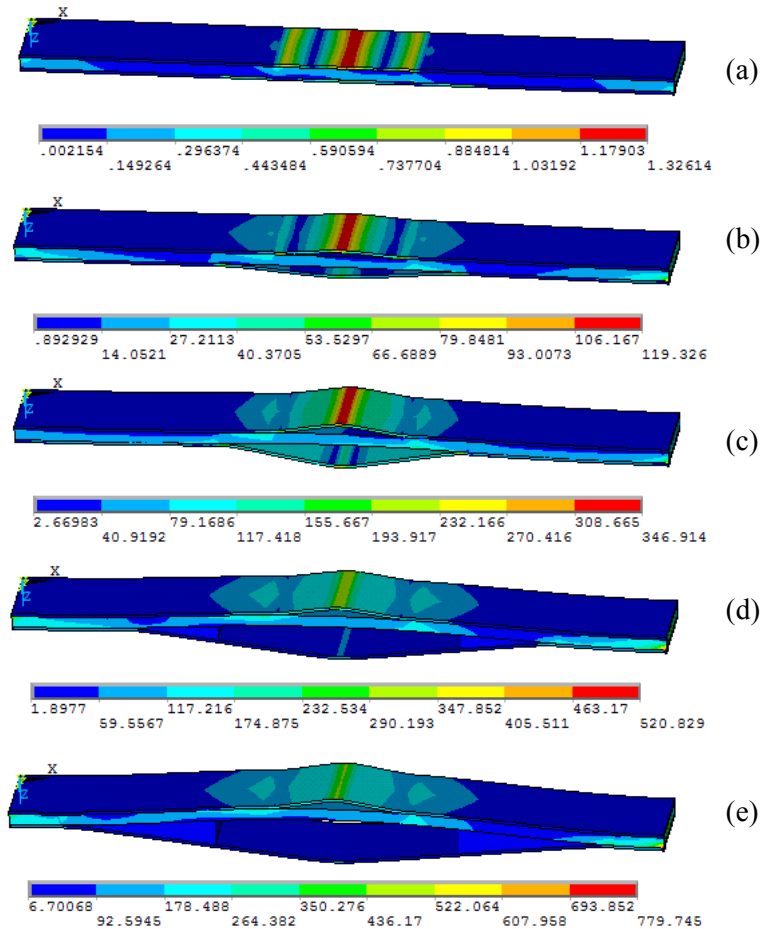 X
Z
(a)
.002154 .296374 .590594 .884814 1.17903
.149264 .443484 .737704 1.03192 1.32614
X
Z
(b)
.892929 27.2113 53.5297 79.8481 106.167
14.0521 40.3705 66.6889 93.0073 119.326
X
Z
(c)
2.66983 79.1686 155.667 232.166 308.665
40.9192 117.418 193.917 270.416 346.914
X
Z
(d)
1.8977 117.216 232.534 347.852 463.17
59.5567 174.875 290.193 405.511 520.829
X
Z
(e)
6.70068 178.488 350.276 522.064 693.852
92.5945 264.382 436.17 607.958 779.745